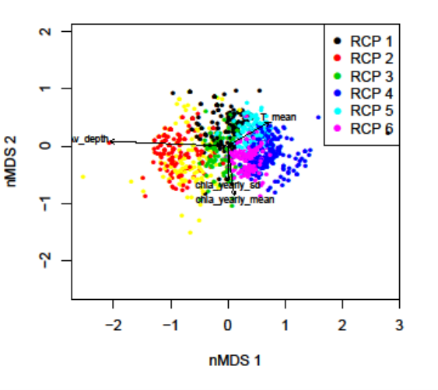 2
1
0
−1
−2
nMDS 2
RCP 1
RCP 2
RCP 3
RCP 4
RCP 5
RCP 6
T_mean
av_depth
chla_yearly_sd
chla_yearly_mean
−2 −1 0 1 2 3
nMDS 1